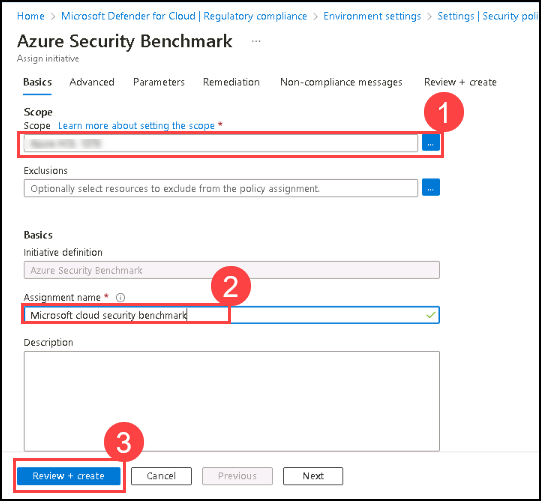 Home > Microsoft Defender for Cloud | Regulatory compliance > Environment settings > Settings | Security poli
Azure Security Benchmark ...
Assign initiative
Basics Advanced Parameters Remediation Non-compliance messages Review + create
1
Scope
Scope Learn more about setting the scope *
...
Exclusions
Optionally select resources to exclude from the policy assignment. ...
Basics
Initiative definition
Azure Security Benchmark
2
Assignment name *
Microsoft cloud security benchmark
Description
3
Review + create Cancel Previous Next